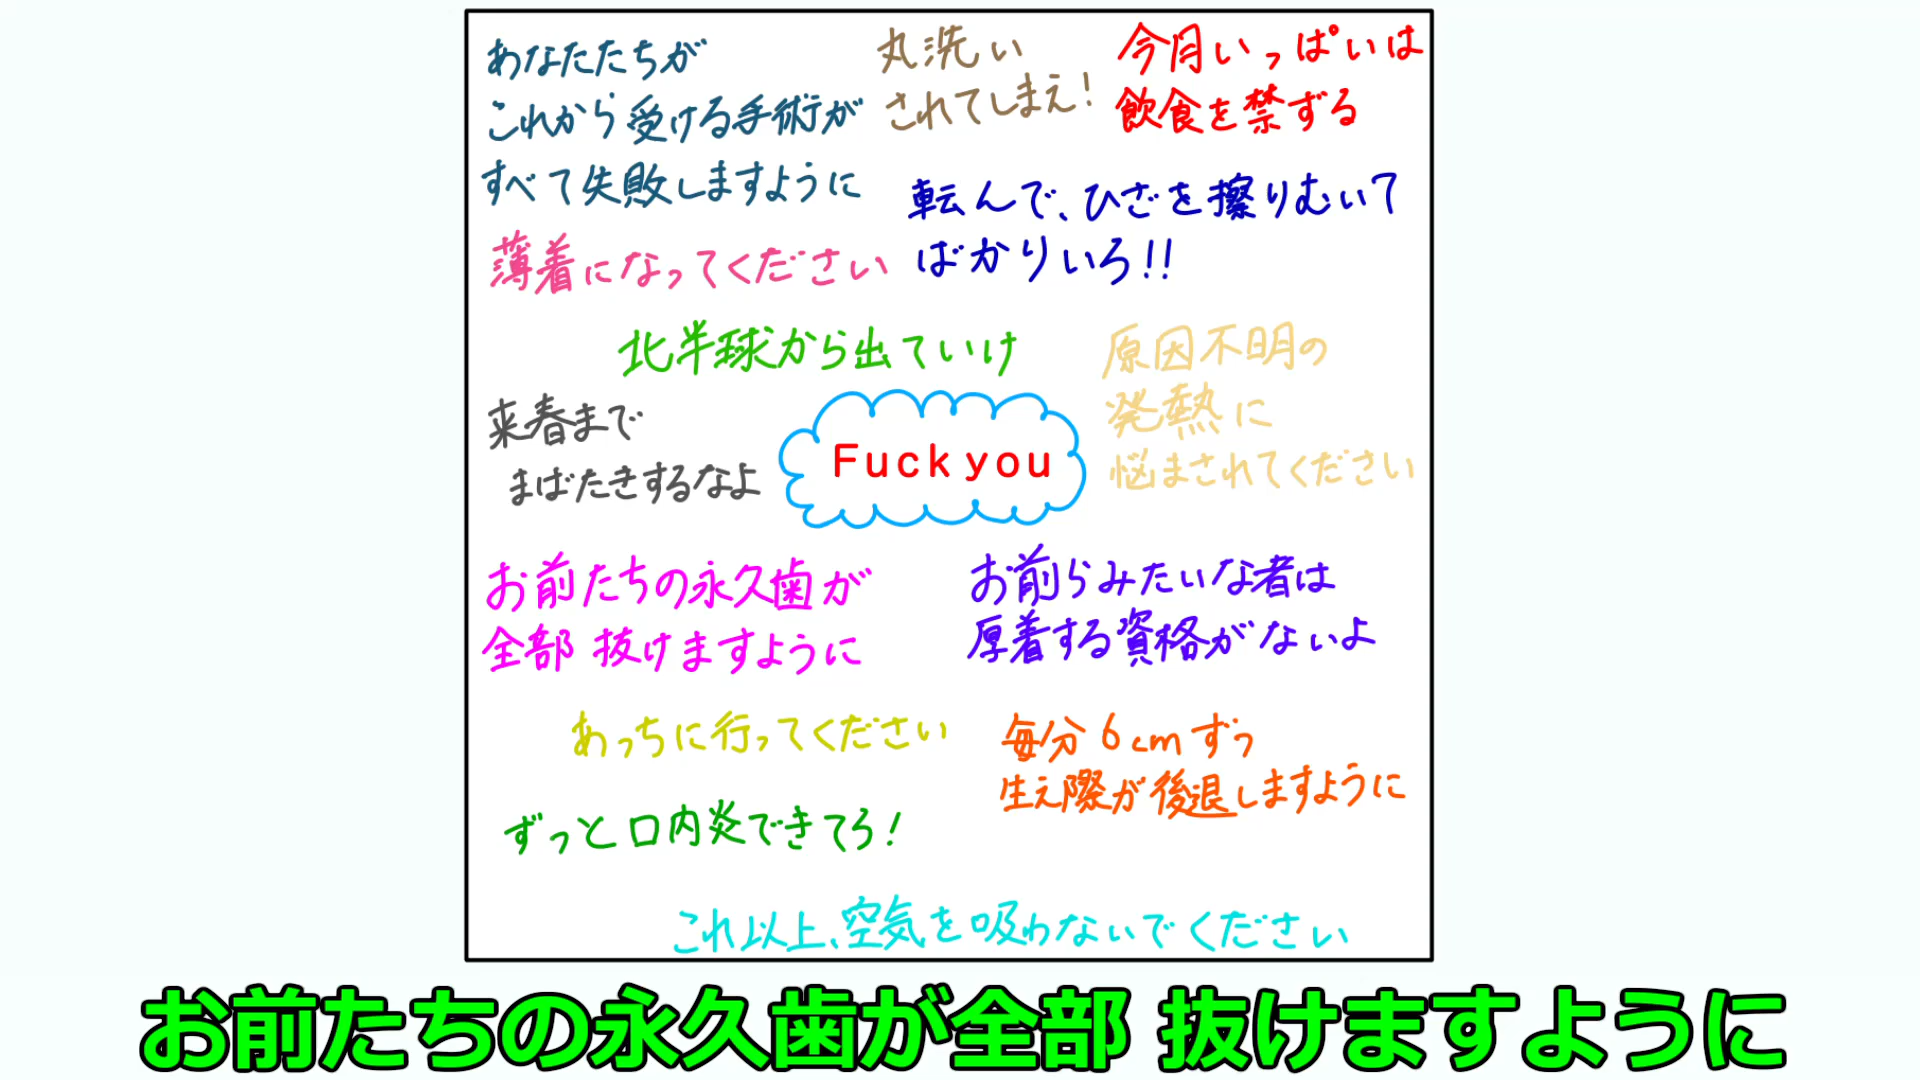 あなたたちが
これから受ける手術が
すべて失敗しますように
丸洗い
されてしまえ!
今月いっぱいは
飲食を禁ずる
薄着になってください
転んで、ひざを擦りむいて
ばかりいろ!!
北半球から出ていけ
原因不明の
発熱に
悩まされてください
来春まで
まばたきするなよ
Fuck you
お前たちの永久歯が
全部 抜けますように
お前らみたいな者は
厚着する資格がないよ
あっちに行ってください
毎分6cmずつ
生え際が後退しますように
ずっと口内炎できてろ!
これ以上、空気を吸わないでください
お前たちの永久歯が全部 抜けますように